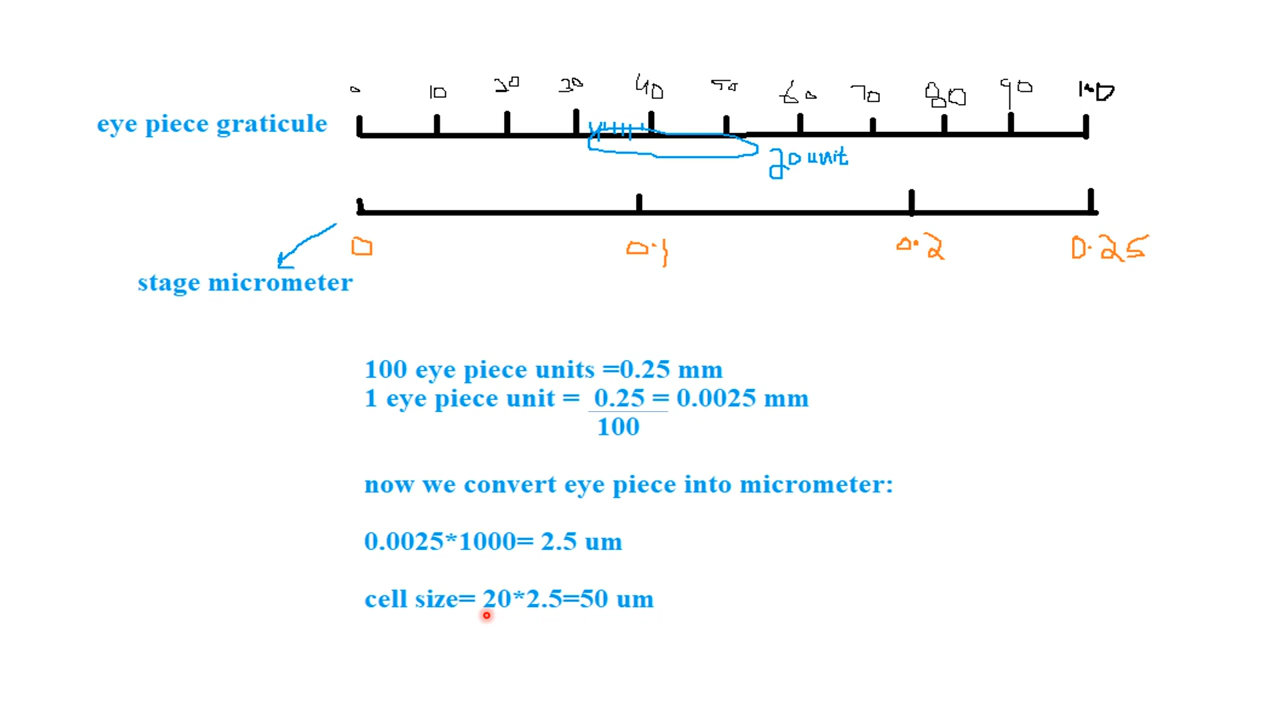 0 10 20 30 40 50 60 70 80 90 100
eye piece graticule
20 unit
0 0.1 0.2 0.25
stage micrometer
100 eye piece units =0.25 mm
1 eye piece unit = 0.25 = 0.0025 mm
100
now we convert eye piece into micrometer:
0.0025*1000= 2.5 um
cell size= 20*2.5=50 um